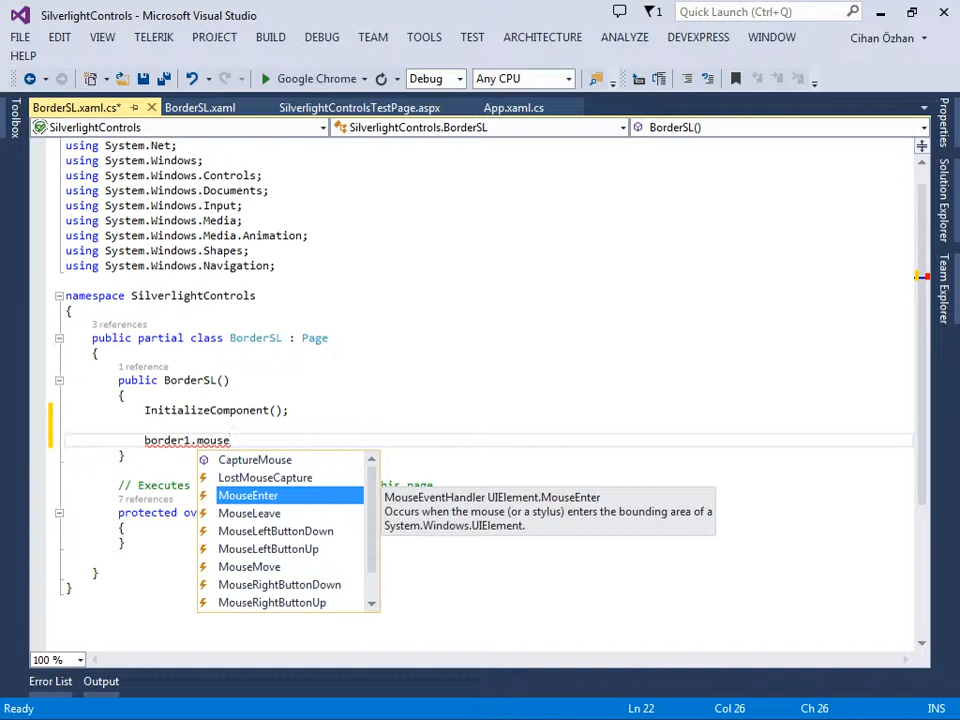 SilverlightControls - Microsoft Visual Studio
1
Quick Launch (Ctrl+Q)
FILE EDIT VIEW TELERIK PROJECT BUILD DEBUG TEAM TOOLS TEST ARCHITECTURE ANALYZE DEVEXPRESS WINDOW Cihan Özhan
HELP
Google Chrome Debug Any CPU
BorderSL.xaml.cs* BorderSL.xaml SilverlightControlsTestPage.aspx App.xaml.cs
SilverlightControls SilverlightControls.BorderSL BorderSL()
Toolbox
Properties
Solution Explorer
Team Explorer
using System.Net;
using System.Windows;
using System.Windows.Controls;
using System.Windows.Documents;
using System.Windows.Input;
using System.Windows.Media;
using System.Windows.Media.Animation;
using System.Windows.Shapes;
using System.Windows.Navigation;
namespace SilverlightControls
{
3 references
public partial class BorderSL : Page
{
1 reference
public BorderSL()
{
InitializeComponent();
border1.mouse
}
CaptureMouse
LostMouseCapture
MouseEnter
MouseLeave
MouseLeftButtonDown
MouseLeftButtonUp
MouseMove
MouseRightButtonDown
MouseRightButtonUp
MouseEventHandler UIElement.MouseEnter
Occurs when the mouse (or a stylus) enters the bounding area of a
System.Windows.UIElement.
// Executes his page.
7 references
protected ov
{
}
}
}
100 %
Error List Output
Ready Ln 22 Col 26 Ch 26 INS